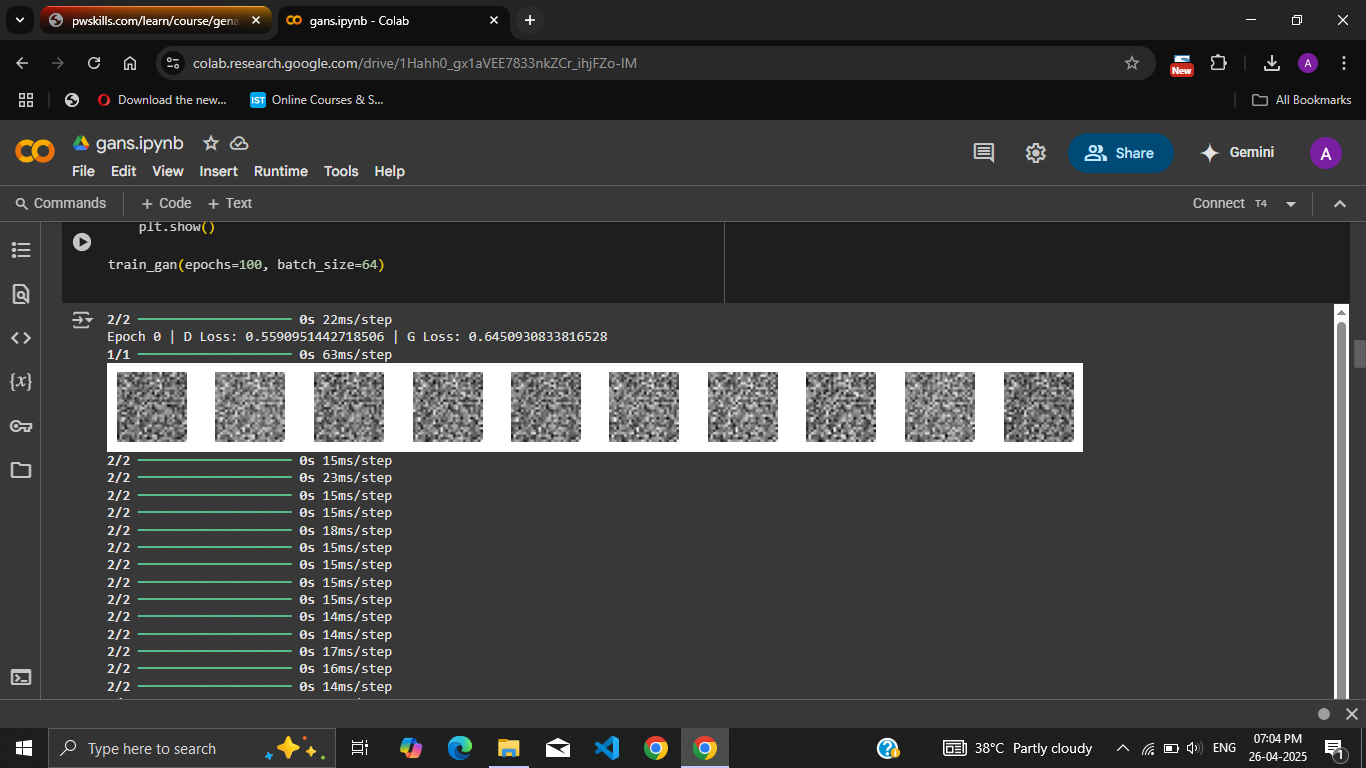 pwskills.com/learn/course/gena
gans.ipynb - Colab
colab.research.google.com/drive/1Hahh0_gx1aVEE7833nkZCr_ihjFZo-IM
New
A
Download the new...
IST
Online Courses & S...
All Bookmarks
gans.ipynb
File Edit View Insert Runtime Tools Help
Share
Gemini
A
Commands
+ Code + Text
Connect T4
plt.show()
train_gan(epochs=100, batch_size=64)
2/2 0s 22ms/step
Epoch 0 | D Loss: 0.5590951442718506 | G Loss: 0.6450930833816528
1/1 0s 63ms/step
2/2 0s 15ms/step
2/2 0s 23ms/step
2/2 0s 15ms/step
2/2 0s 15ms/step
2/2 0s 18ms/step
2/2 0s 15ms/step
2/2 0s 15ms/step
2/2 0s 15ms/step
2/2 0s 15ms/step
2/2 0s 14ms/step
2/2 0s 14ms/step
2/2 0s 17ms/step
2/2 0s 16ms/step
2/2 0s 14ms/step
Type here to search
38°C Partly cloudy
ENG
07:04 PM
26-04-2025
1